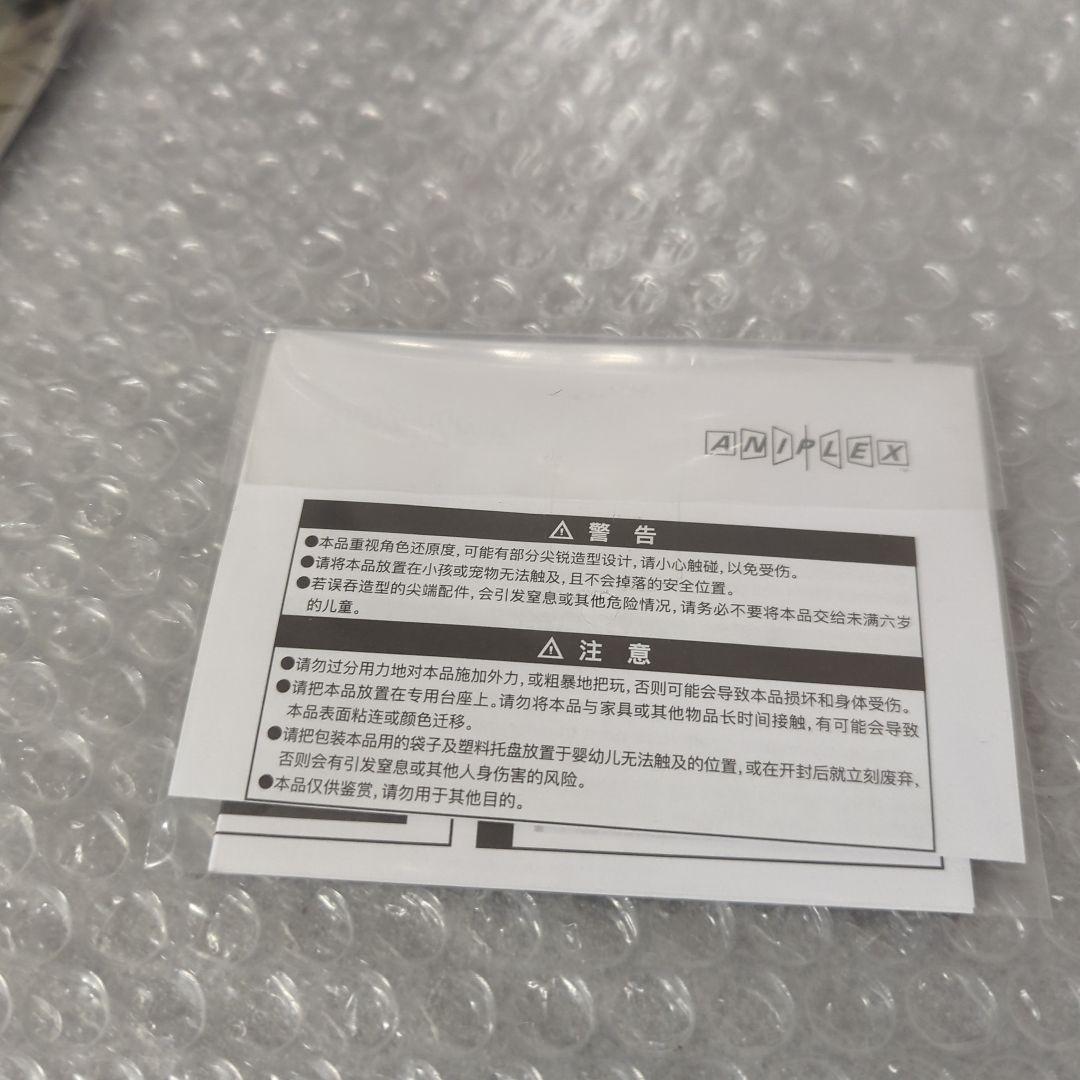 ANIPLEX
警 告
●本品重视角色还原度,可能有部分尖锐造型设计,请小心触碰,以免受伤。
●请将本品放置在小孩或宠物无法触及,且不会掉落的安全位置。
●若误吞造型的尖端配件,会引发窒息或其他危险情况,请务必不要将本品交给未满六岁
的儿童。
注 意
●请勿过分用力地对本品施加外力,或粗暴地把玩,否则可能会导致本品损坏和身体受伤。
●请把本品放置在专用台座上。请勿将本品与家具或其他物品长时间接触,有可能会导致
本品表面粘连或颜色迁移。
●请把包装本品用的袋子及塑料托盘放置于婴幼儿无法触及的位置,或在开封后就立刻废弃,
否则会有引发窒息或其他人身伤害的风险。
●本品仅供鉴赏,请勿用于其他目的。